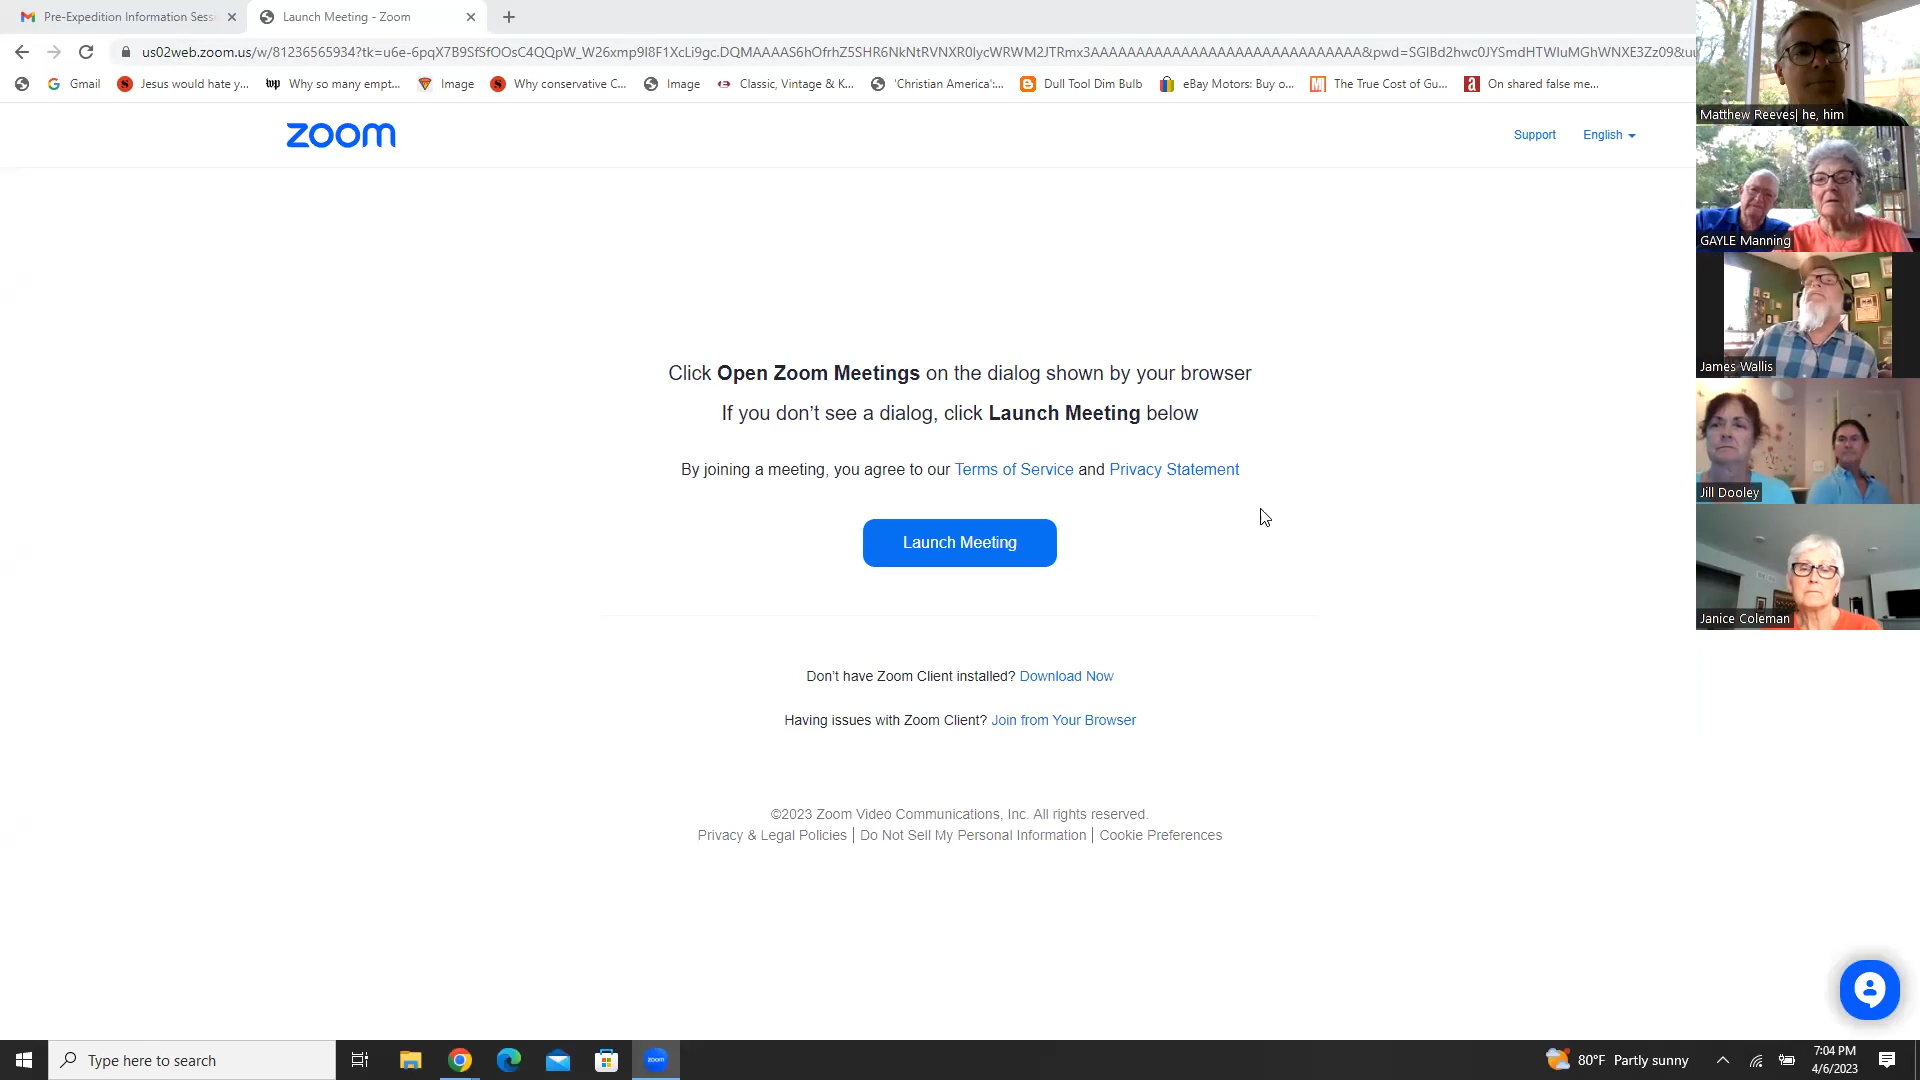 Pre-Expedition Information Sess
Launch Meeting - Zoom
us02web.zoom.us/w/81236565934?tk=
Gmail
Jesus would hate y...
wp
Why so many empt...
Image
Why conservative C...
Image
Classic, Vintage & K...
'Christian America':...
Dull Tool Dim Bulb
eBay Motors: Buy o...
The True Cost of Gu...
On shared false me...
zoom
Support
English
Click Open Zoom Meetings on the dialog shown by your browser
If you don’t see a dialog, click Launch Meeting below
By joining a meeting, you agree to our Terms of Service and Privacy Statement
Launch Meeting
Don’t have Zoom Client installed? Download Now
Having issues with Zoom Client? Join from Your Browser
©2023 Zoom Video Communications, Inc. All rights reserved.
Privacy & Legal Policies | Do Not Sell My Personal Information | Cookie Preferences
Matthew Reeves| he, him
GAYLE Manning
James Wallis
Jill Dooley
Janice Coleman
Type here to search
zoom
80°F Partly sunny
7:04 PM
4/6/2023